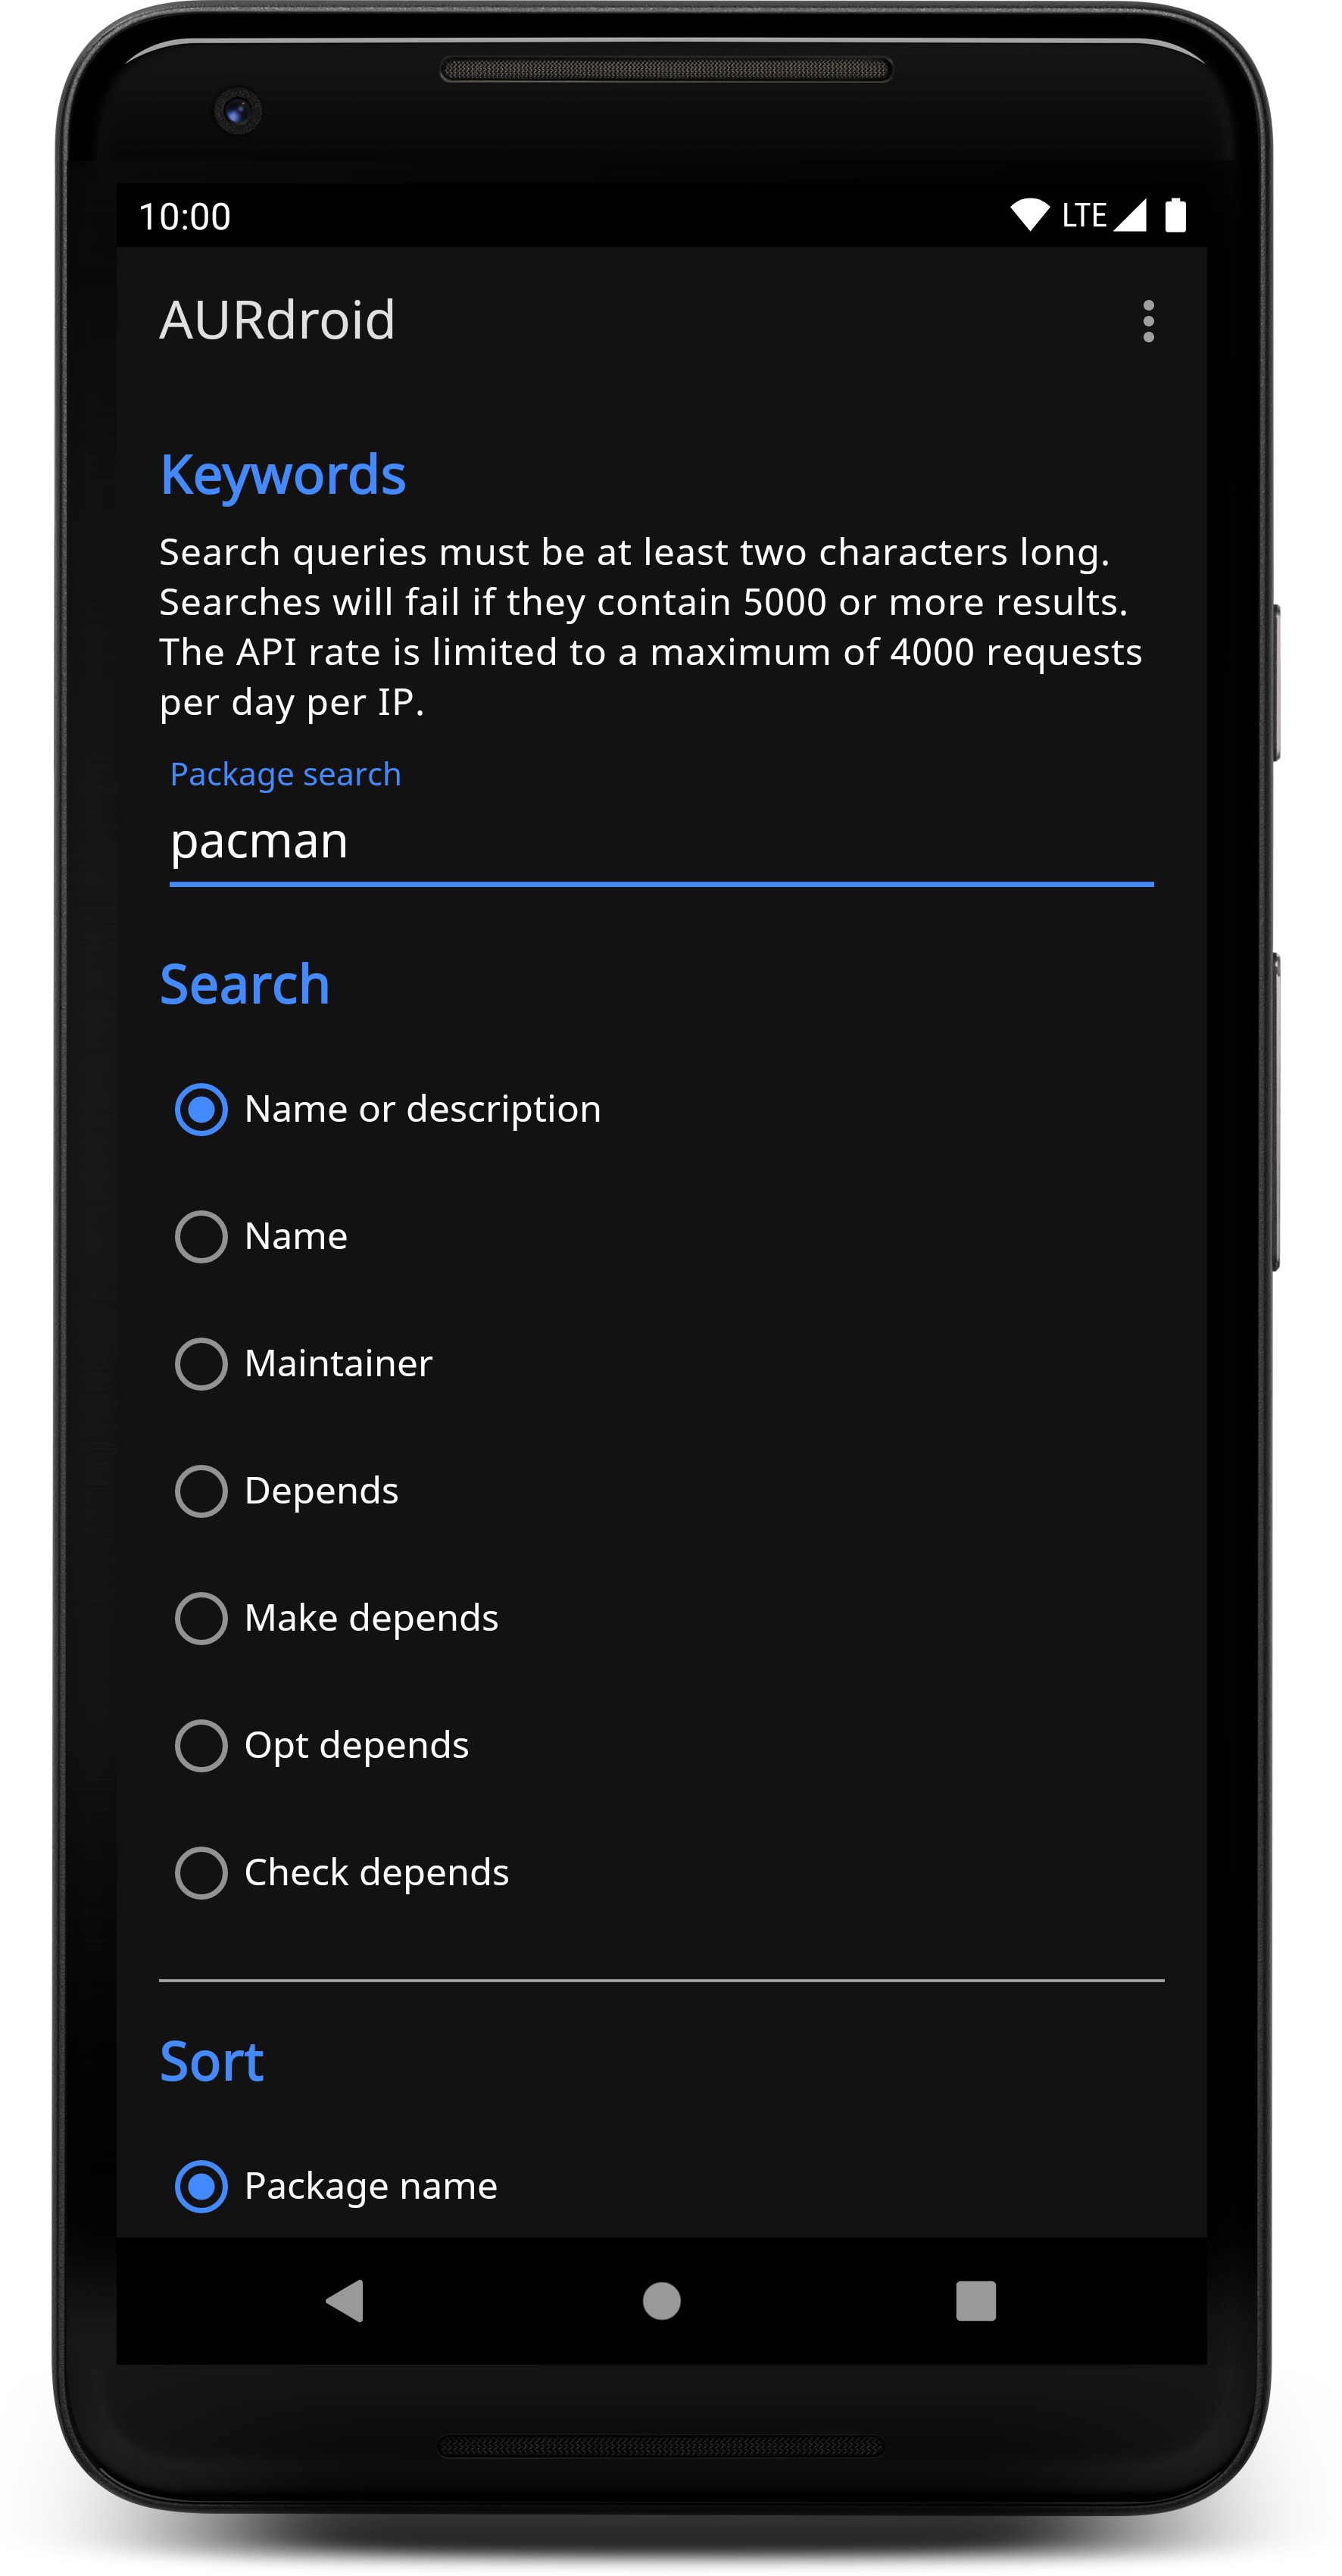 10:00 LTE
AURdroid
Keywords
Search queries must be at least two characters long.
Searches will fail if they contain 5000 or more results.
The API rate is limited to a maximum of 4000 requests
per day per IP.
Package search
pacman
Search
Name or description
Name
Maintainer
Depends
Make depends
Opt depends
Check depends
Sort
Package name